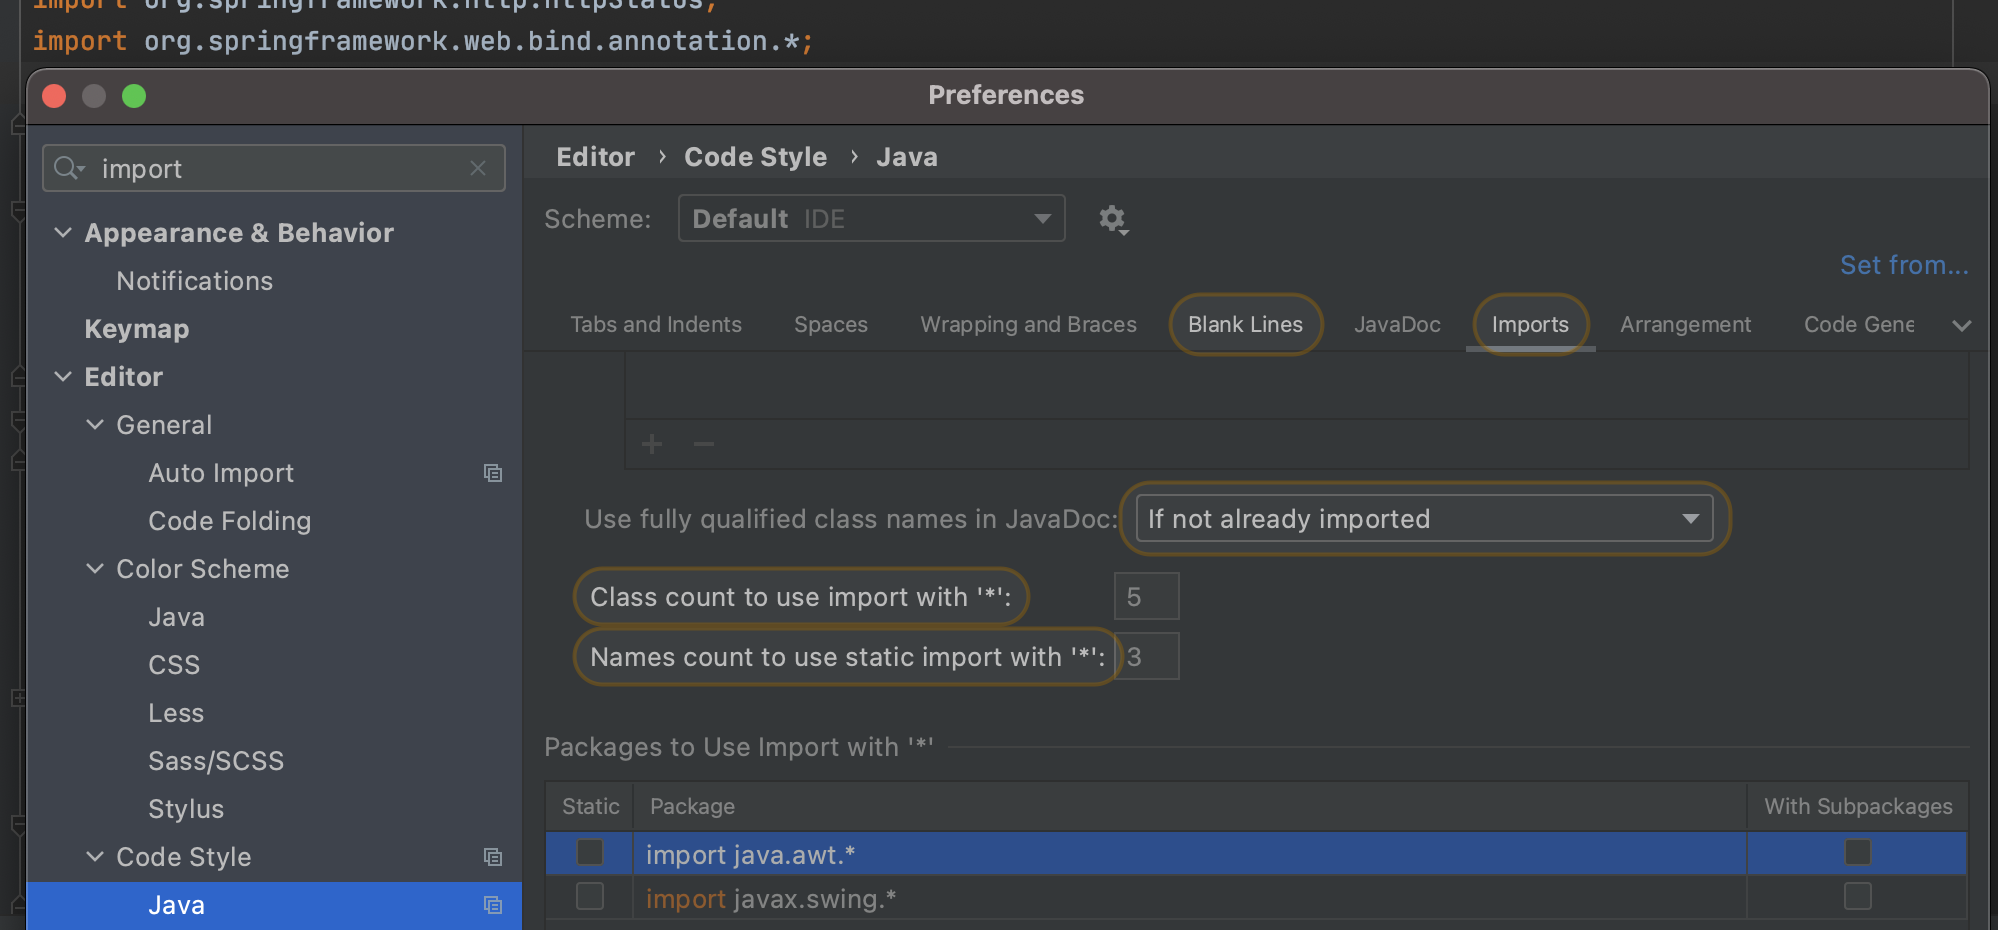 import org.springframework.http.HttpStatus;
import org.springframework.web.bind.annotation.*;
Preferences
import
Appearance & Behavior
Notifications
Keymap
Editor
General
Auto Import
Code Folding
Color Scheme
Java
CSS
Less
Sass/SCSS
Stylus
Code Style
Java
Editor › Code Style › Java
Scheme: Default IDE
Set from...
Tabs and Indents Spaces Wrapping and Braces Blank Lines JavaDoc Imports Arrangement Code Gene
Use fully qualified class names in JavaDoc: If not already imported
Class count to use import with '*': 5
Names count to use static import with '*': 3
Packages to Use Import with '*'
Static Package With Subpackages
import java.awt.*
import javax.swing.*